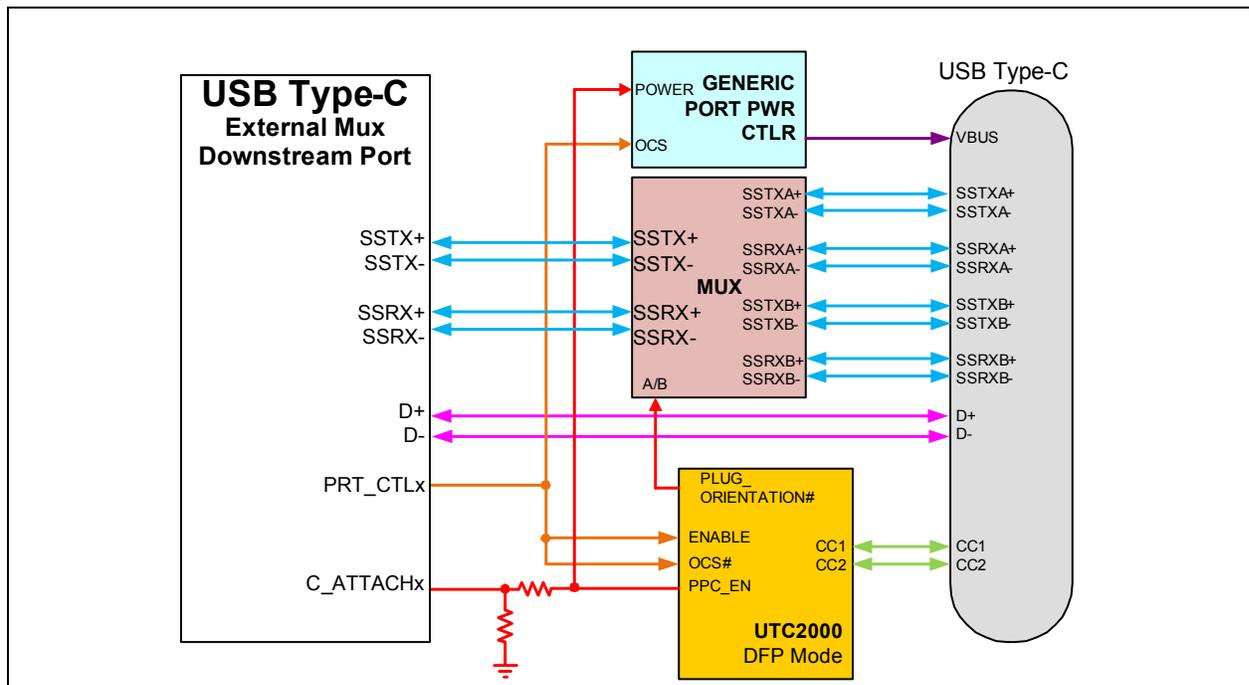 USB Type-C
External Mux
Downstream Port
SSTX+
SSTX-
SSRX+
SSRX-
D+
D-
PRT_CTLx
C_ATTACHx
POWER
OCS
GENERIC
PORT PWR
CTLR
SSTX+
SSTX-
SSRX+
SSRX-
MUX
A/B
SSTXA+
SSTXA-
SSRXA+
SSRXA-
SSTXB+
SSTXB-
SSRXB+
SSRXB-
PLUG_
ORIENTATION#
ENABLE
OCS#
PPC_EN
CC1
CC2
UTC2000
DFP Mode
USB Type-C
VBUS
SSTXA+
SSTXA-
SSRXA+
SSRXA-
SSTXB+
SSTXB-
SSRXB+
SSRXB-
D+
D-
CC1
CC2